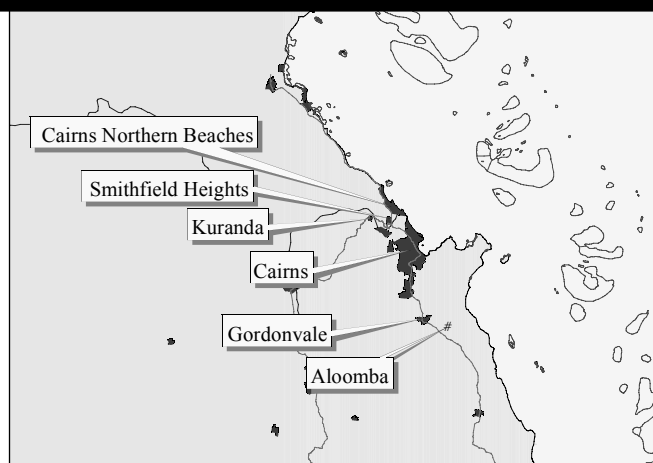 Cairns Northern Beaches
Smithfield Heights
Kuranda
Cairns
Gordonvale
#
Aloomba